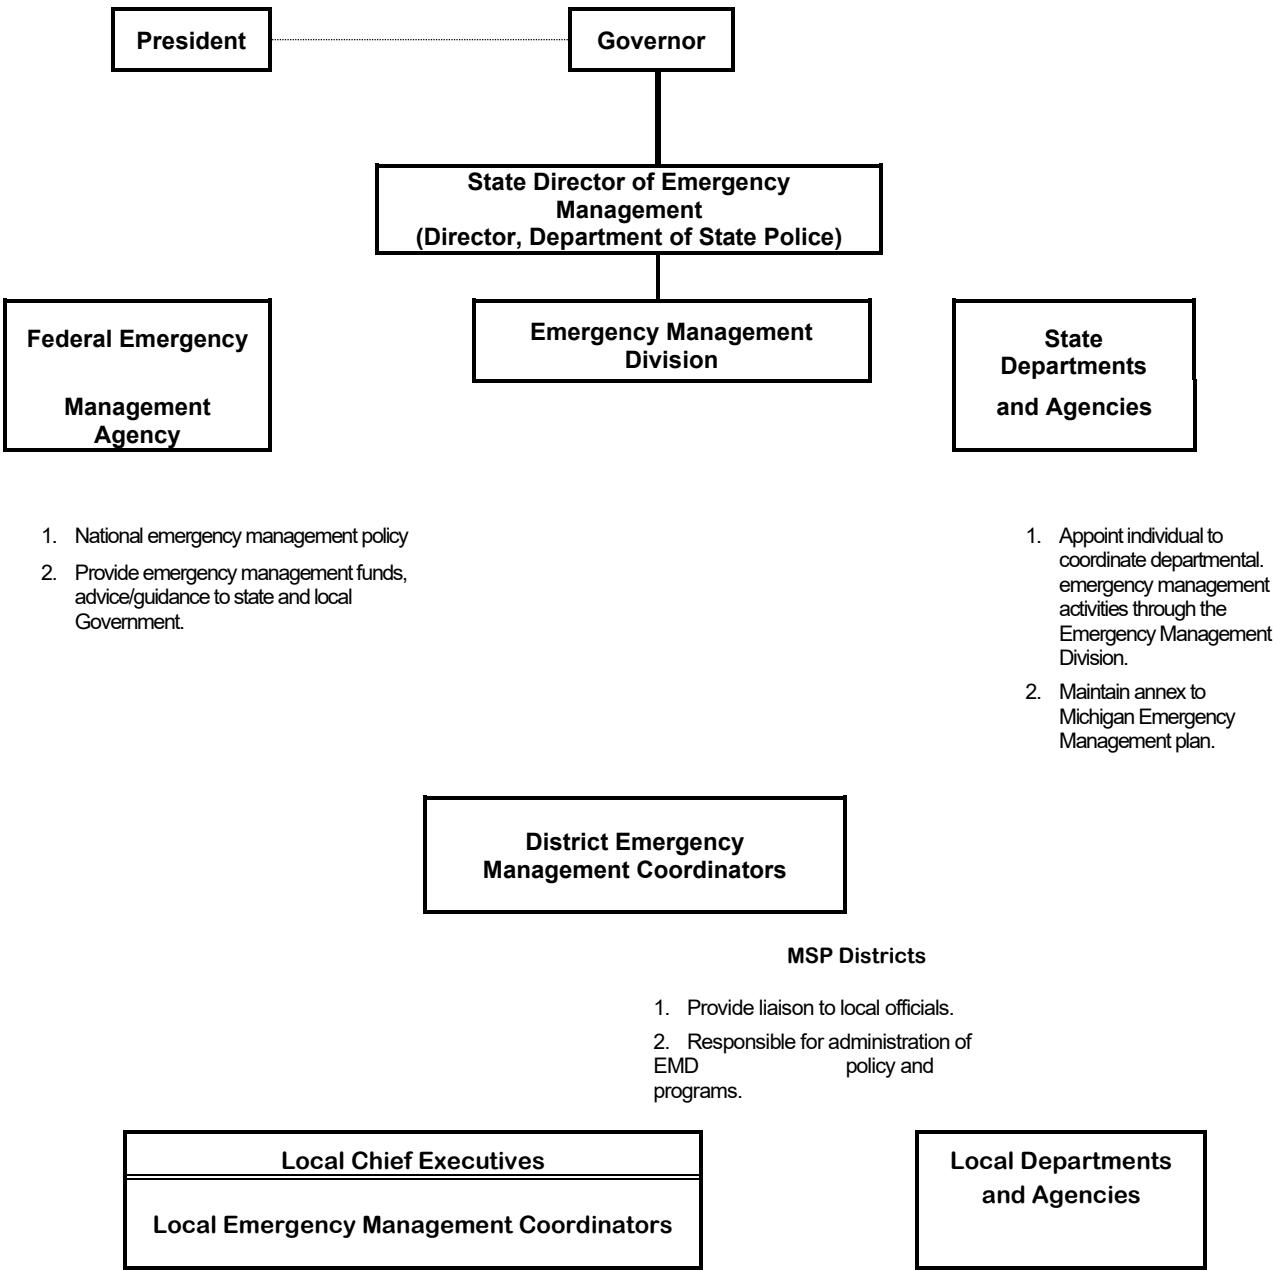 President
Governor
State Director of Emergency
Management
(Director, Department of State Police)
Federal Emergency
Management
Agency
Emergency Management
Division
State
Departments
and Agencies
1. National emergency management policy
2. Provide emergency management funds,
advice/guidance to state and local
Government.
1. Appoint individual to
coordinate departmental.
emergency management
activities through the
Emergency Management
Division.
2. Maintain annex to
Michigan Emergency
Management plan.
District Emergency
Management Coordinators
MSP Districts
1. Provide liaison to local officials.
2. Responsible for administration of
EMD policy and
programs.
Local Chief Executives
Local Emergency Management Coordinators
Local Departments
and Agencies